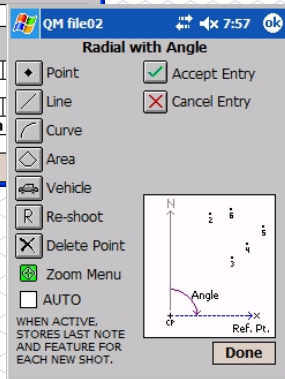 QM file02 7:57 ok
Radial with Angle
Point
Accept Entry
Line
Cancel Entry
Curve
Area
Vehicle
R Re-shoot
Delete Point
Zoom Menu
AUTO
WHEN ACTIVE,
STORES LAST NOTE
AND FEATURE FOR
EACH NEW SHOT.
N
2 6
5
4
3
Angle
CP
X
Ref. Pt.
Done